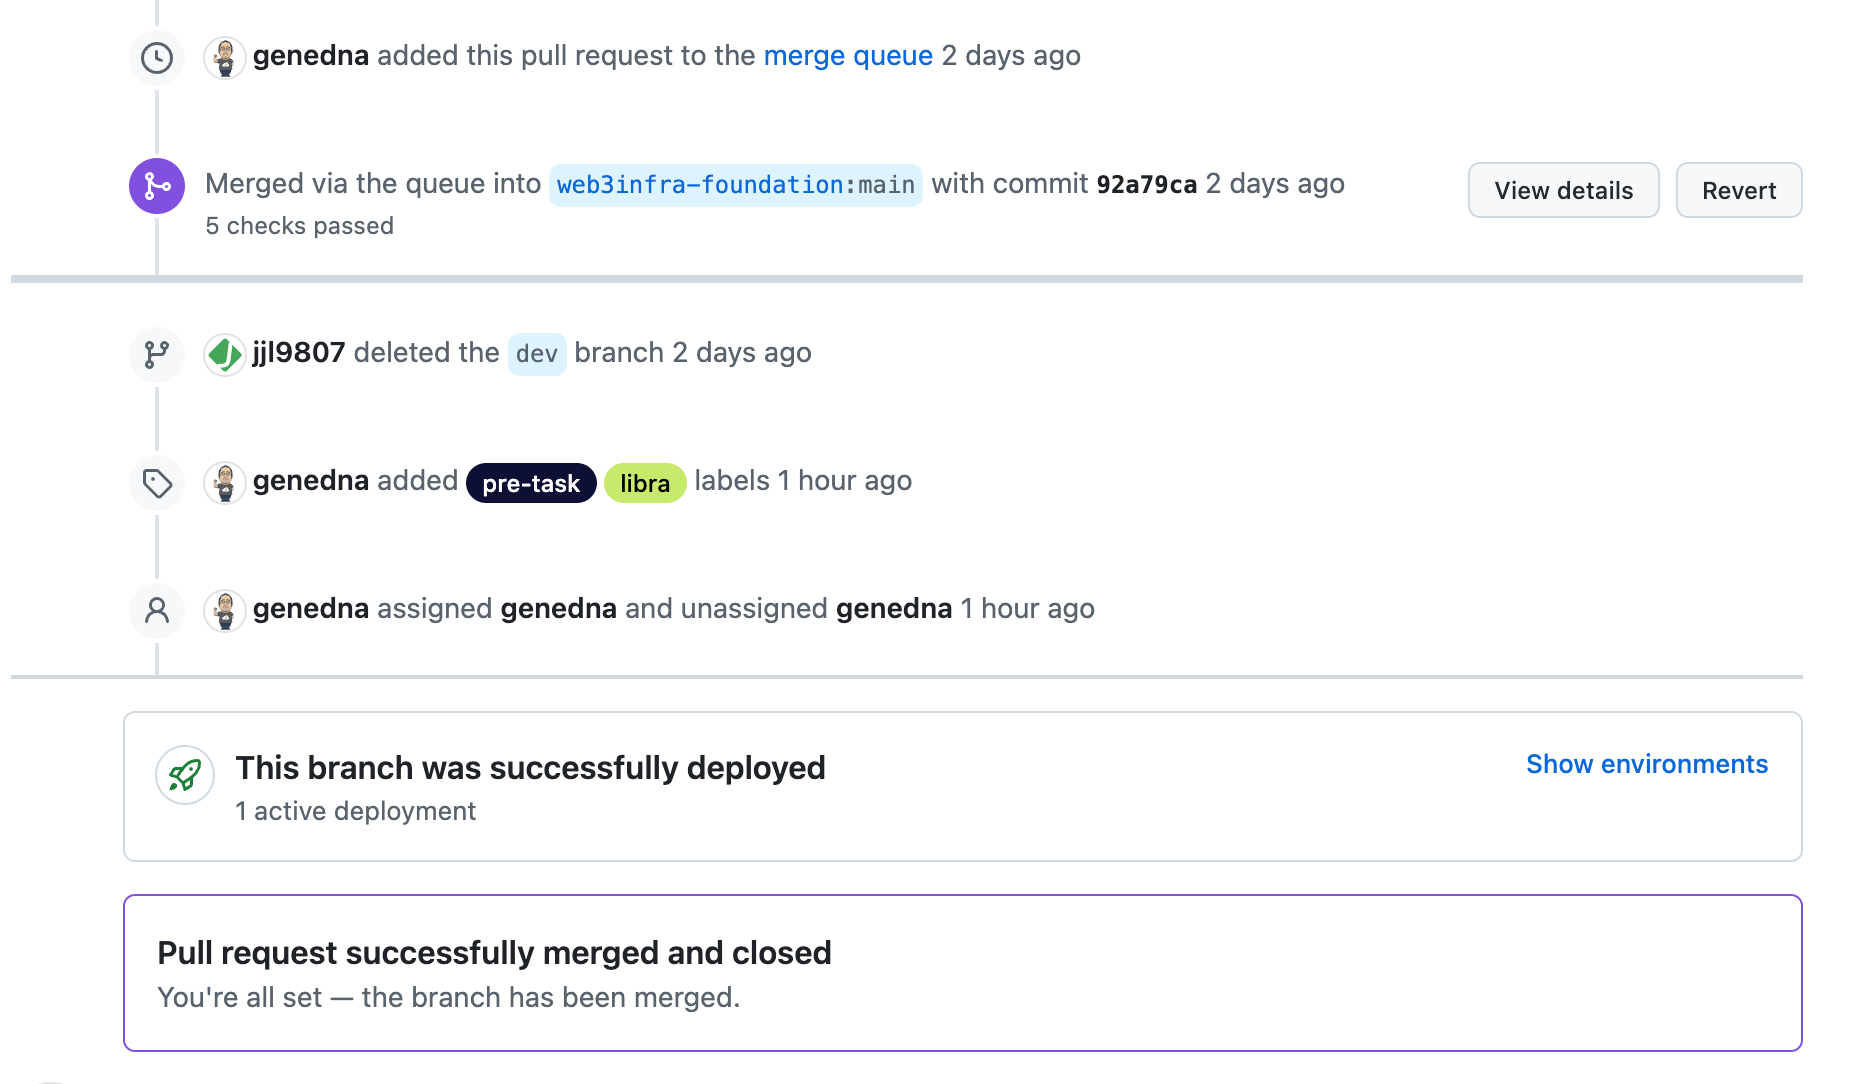 genedna added this pull request to the merge queue 2 days ago
Merged via the queue into web3infra-foundation:main with commit 92a79ca 2 days ago
View details
Revert
5 checks passed
jjl9807 deleted the dev branch 2 days ago
genedna added pre-task libra labels 1 hour ago
genedna assigned genedna and unassigned genedna 1 hour ago
This branch was successfully deployed
Show environments
1 active deployment
Pull request successfully merged and closed
You're all set — the branch has been merged.